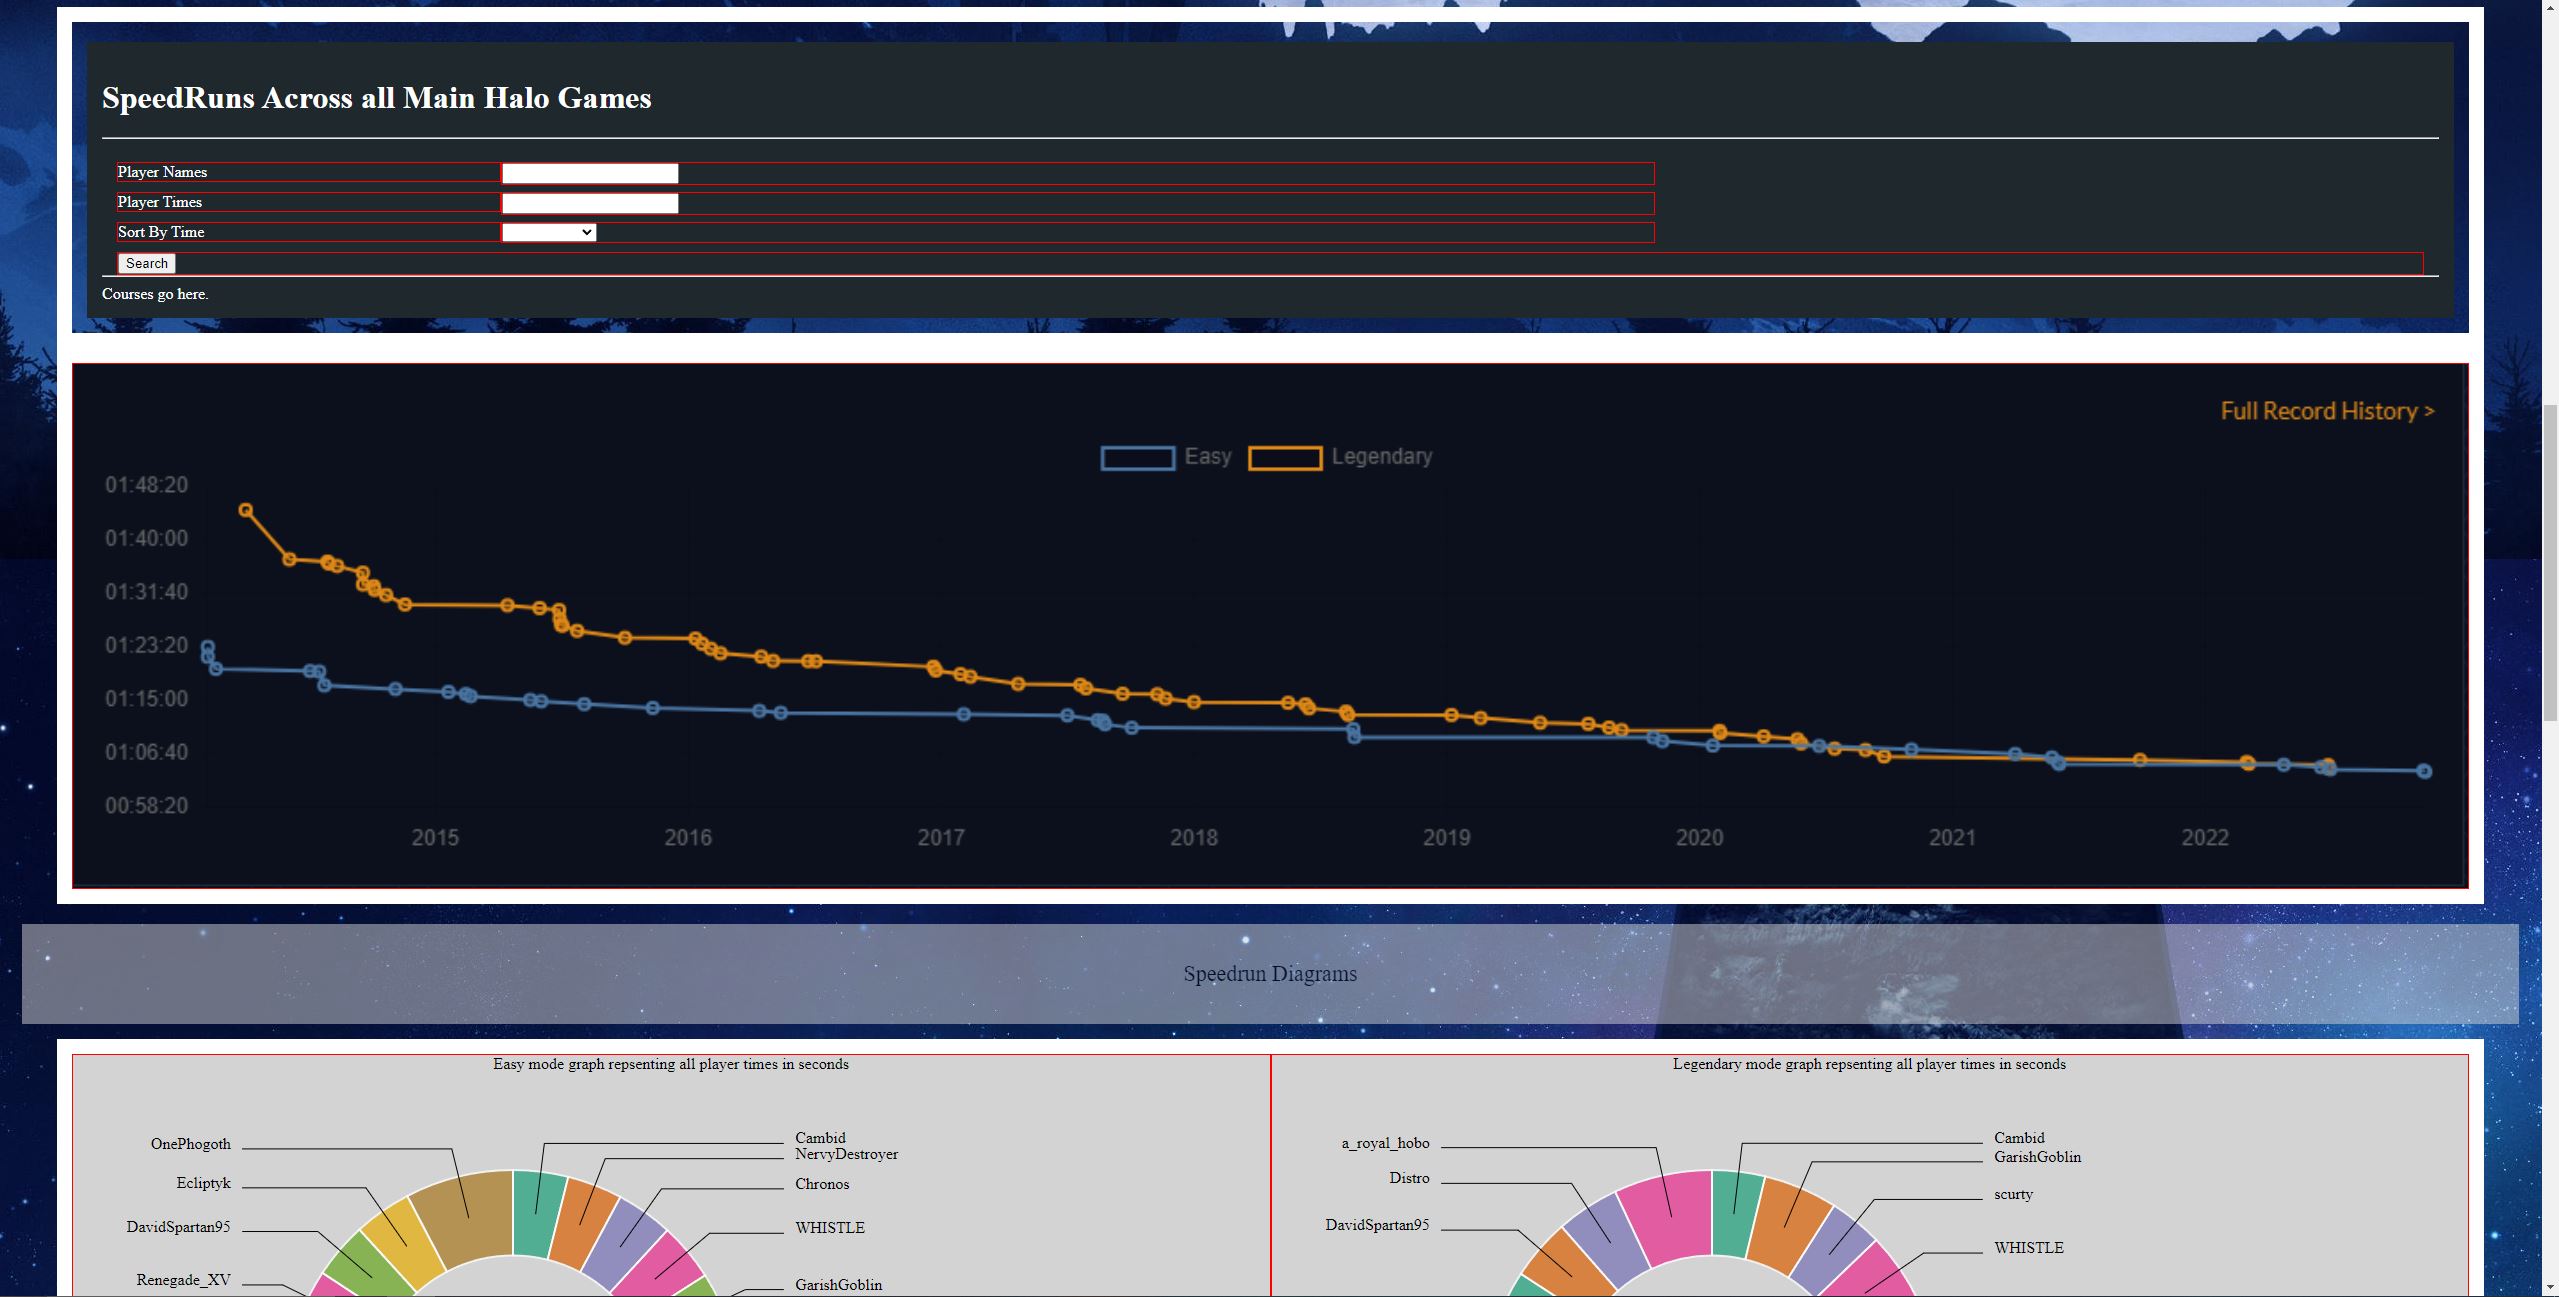 SpeedRuns Across all Main Halo Games
Player Names
Player Times
Sort By Time
Search
Courses go here.
Full Record History >
Easy Legendary
01:48:20
01:40:00
01:31:40
01:23:20
01:15:00
01:06:40
00:58:20
2015 2016 2017 2018 2019 2020 2021 2022
Speedrun Diagrams
Easy mode graph repsenting all player times in seconds
OnePhogoth
Ecliptyk
DavidSpartan95
Renegade_XV
Cambid
NervyDestroyer
Chronos
WHISTLE
GarishGoblin
Legendary mode graph repsenting all player times in seconds
a_royal_hobo
Distro
DavidSpartan95
Cambid
GarishGoblin
scurty
WHISTLE